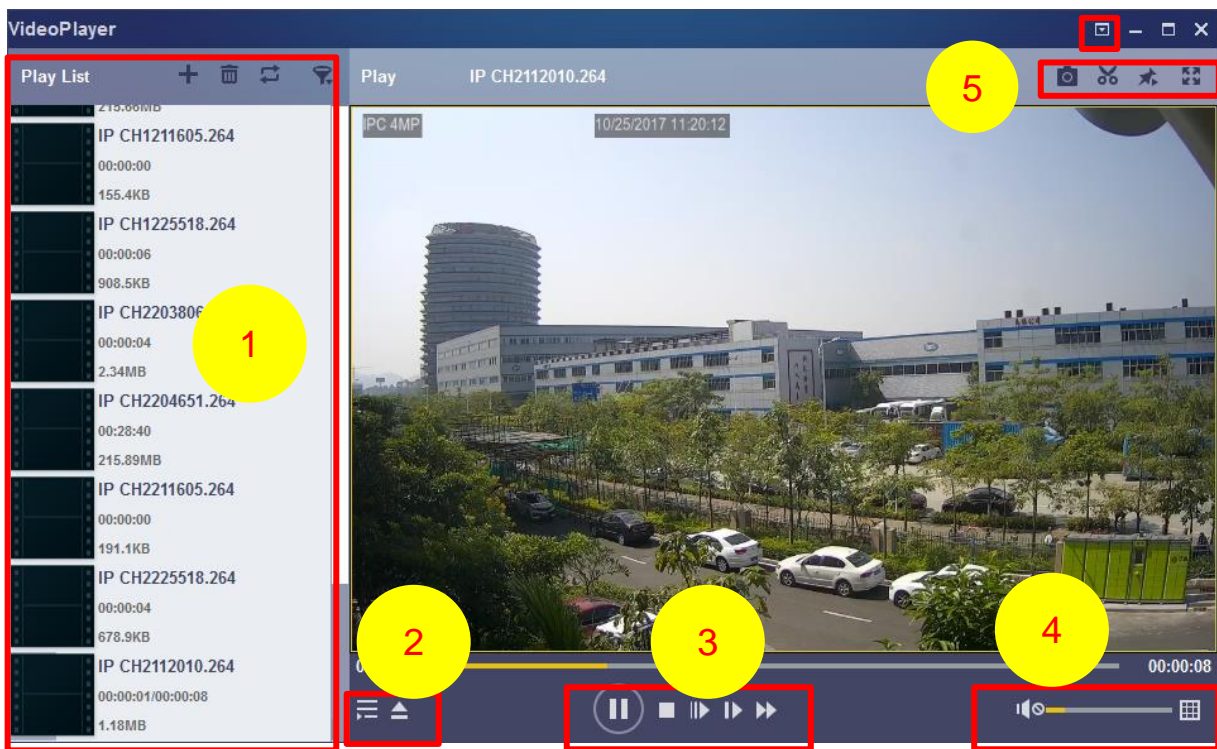 VideoPlayer
Play List
Play IP CH2112010.264
5
215.66MB
IP CH1211605.264
00:00:00
155.4KB
IP CH1225518.264
00:00:06
908.5KB
IP CH2203806
00:00:04
2.34MB
IP CH2204651.264
00:28:40
215.89MB
IP CH2211605.264
00:00:00
191.1KB
IP CH2225518.264
00:00:04
678.9KB
IP CH2112010.264
00:00:01/00:00:08
1.18MB
1
IPC 4MP
10/25/2017 11:20:12
2
3
4
00:00:08